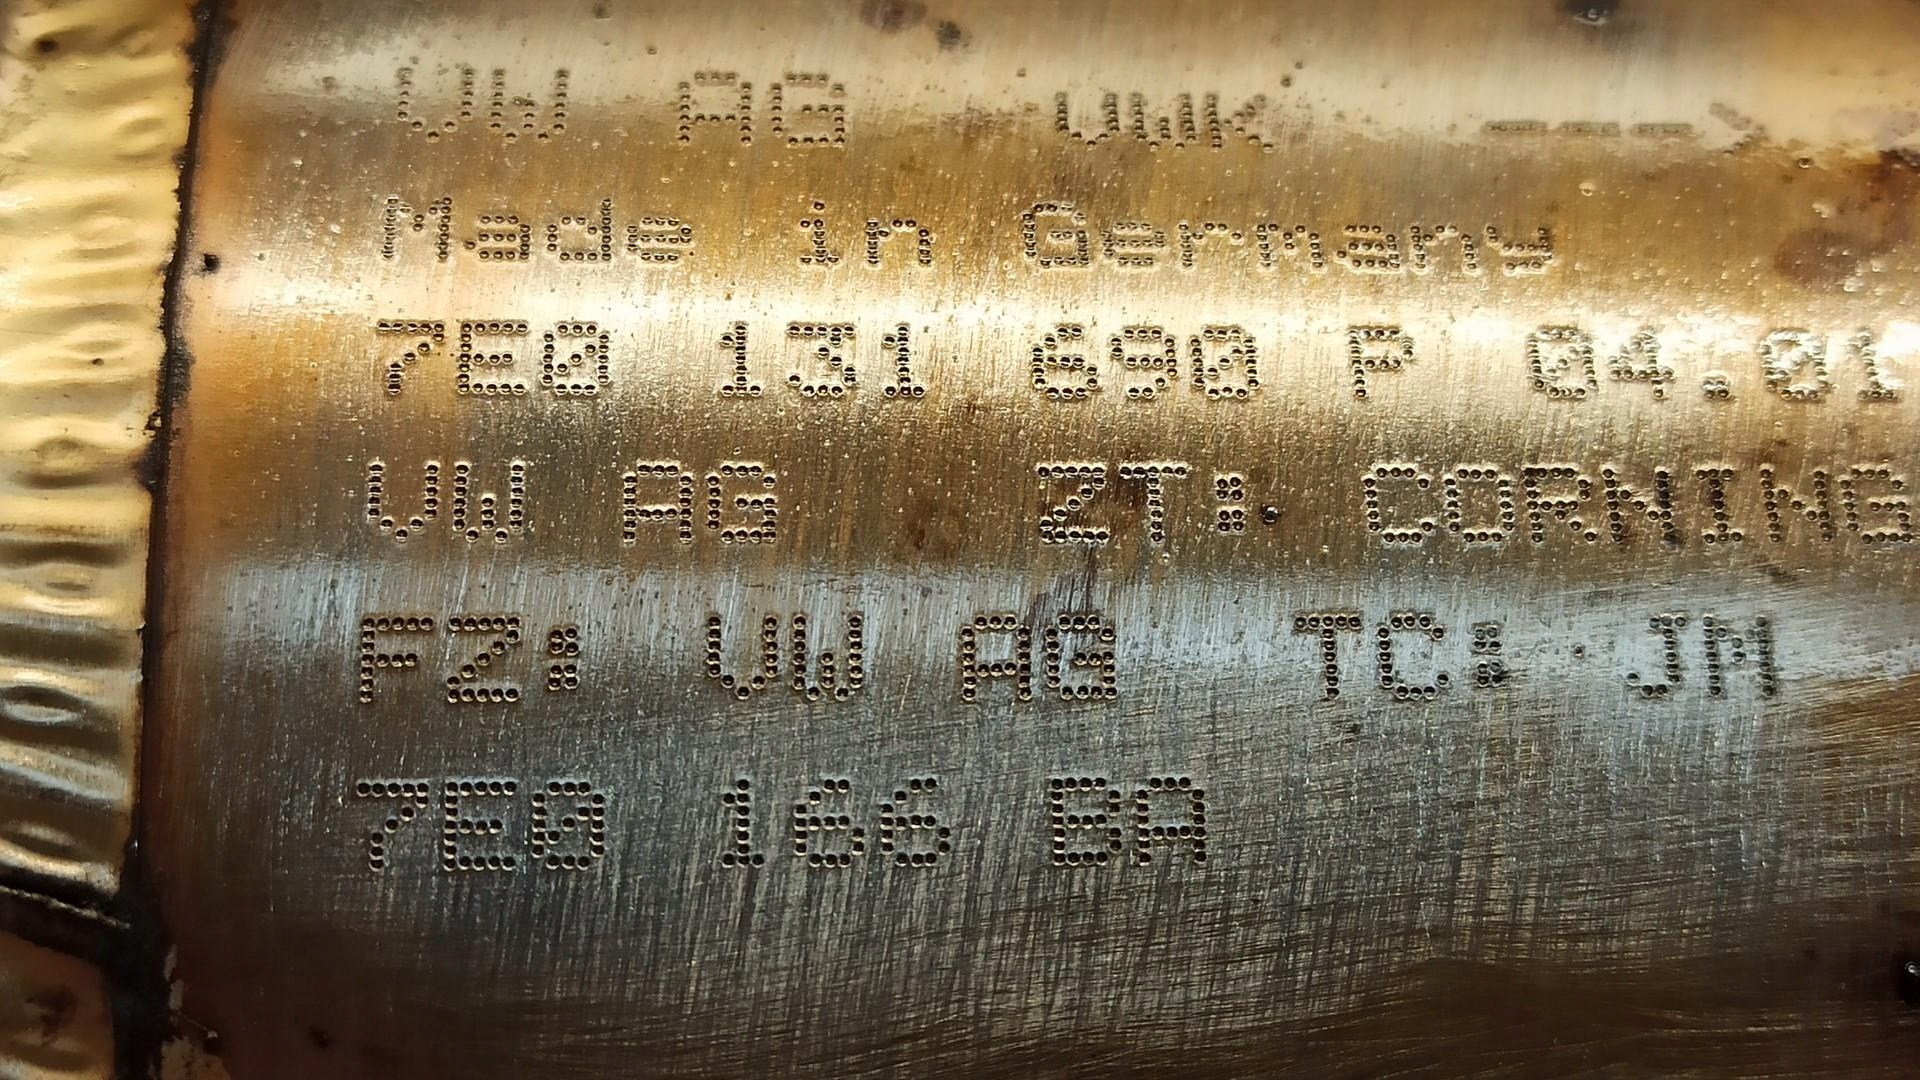 VW AG VWK --->
Made in Germany
7E0 131 690 P 04.01
VW AG ZT: CORNING
FZ: VW AG TC: JM
7E0 166 BA